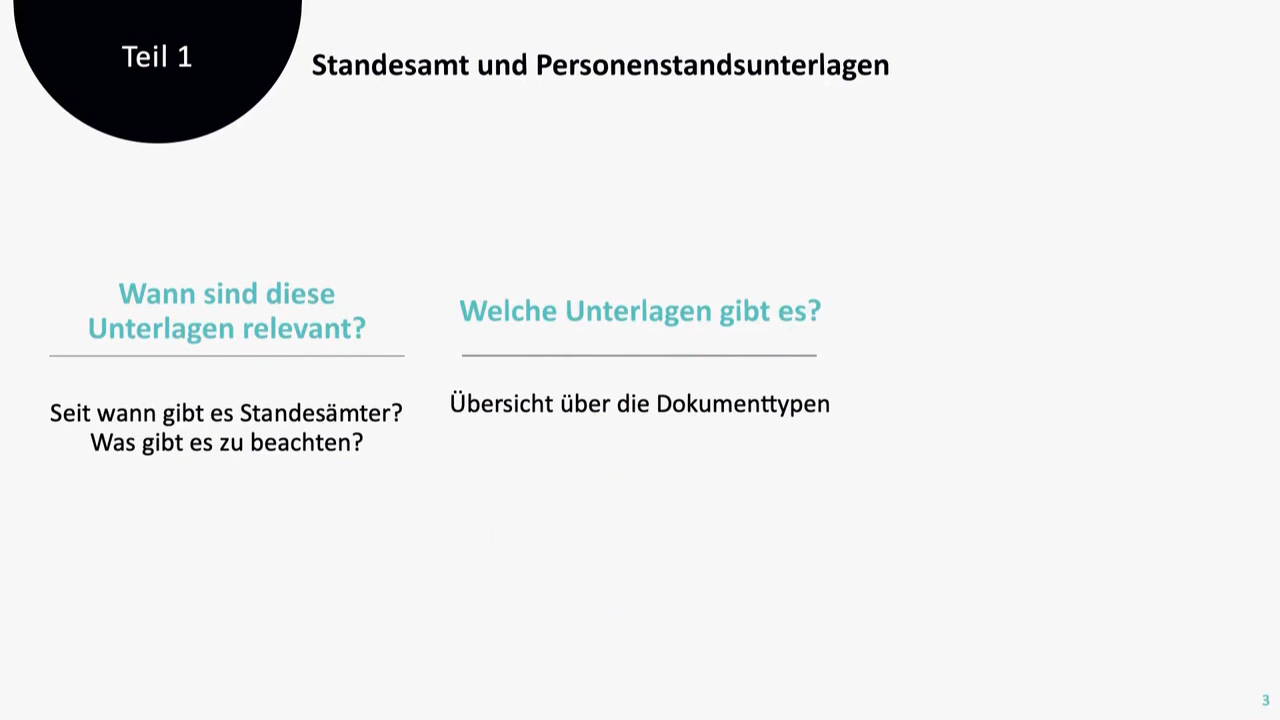 Teil 1
Standesamt und Personenstandsunterlagen
Wann sind diese
Unterlagen relevant?
Seit wann gibt es Standesämter?
Was gibt es zu beachten?
Welche Unterlagen gibt es?
Übersicht über die Dokumenttypen
3